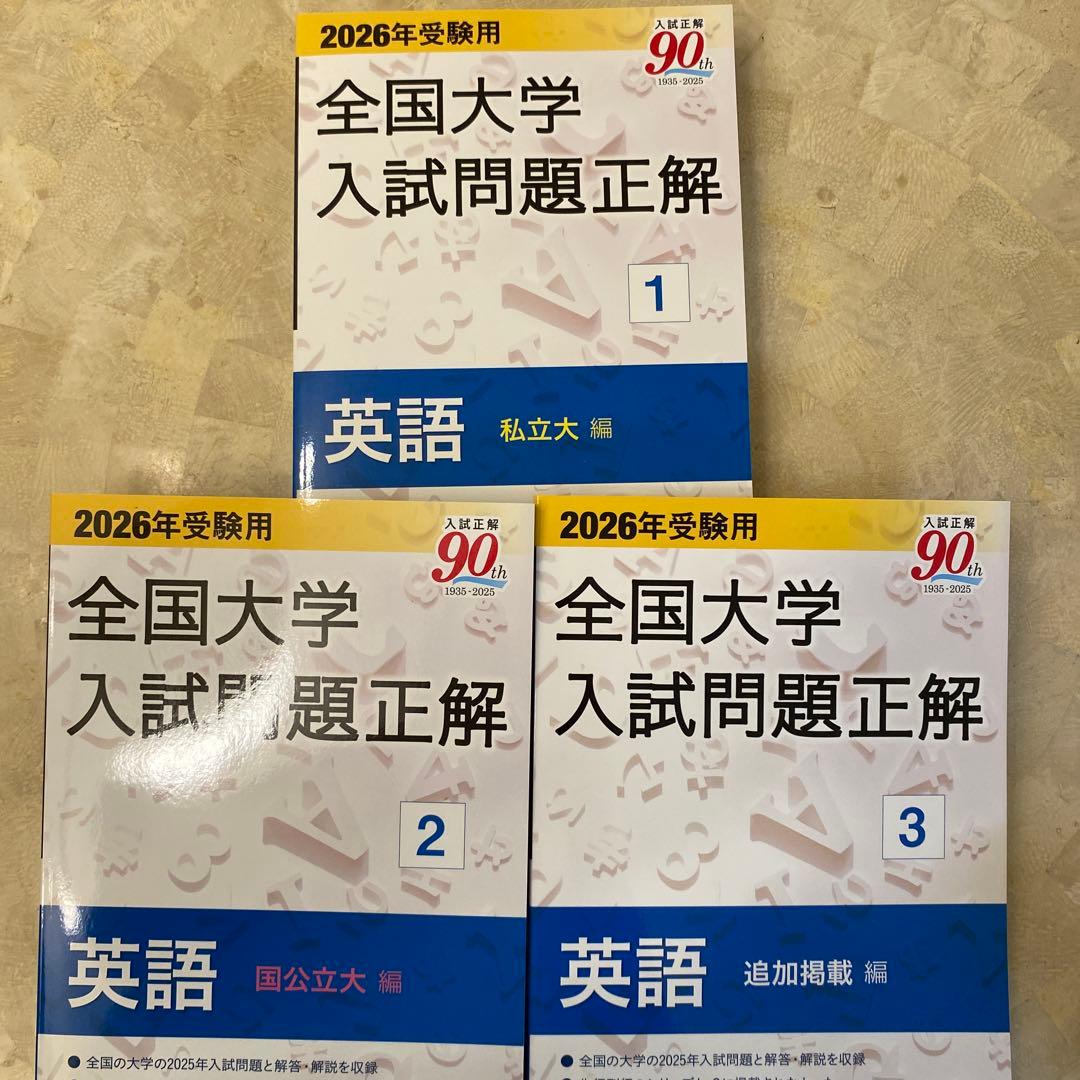 2026年受験用
入試正解
90th
1935-2025
全国大学
入試問題正解
1
英語 私立大 編
2026年受験用
入試正解
90th
1935-2025
全国大学
入試問題正解
2
英語 国公立大 編
● 全国の大学の2025年入試問題と解答・解説を収録
2026年受験用
入試正解
90th
1935-2025
全国大学
入試問題正解
3
英語 追加掲載 編
● 全国の大学の2025年入試問題と解答・解説を収録